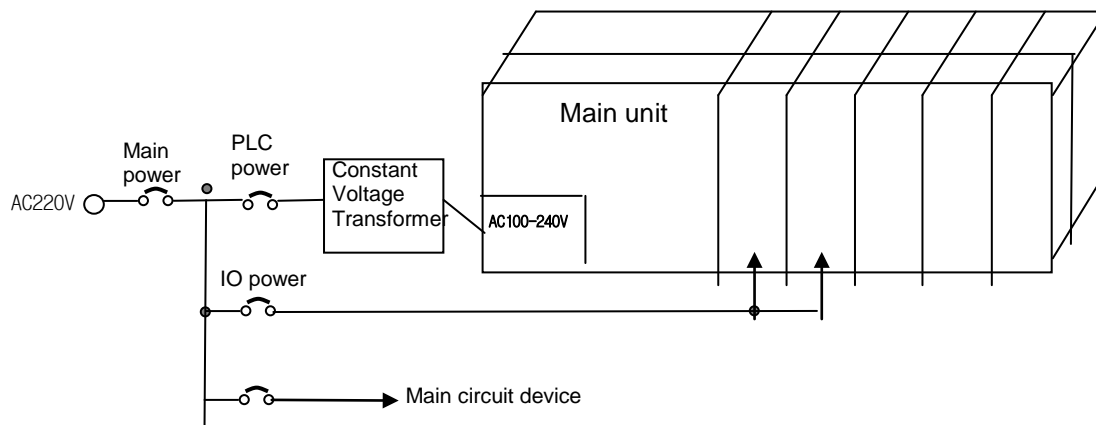 Main unit
Main
power
PLC
power
Constant
Voltage
Transformer
AC220V
AC100-240V
IO power
Main circuit device